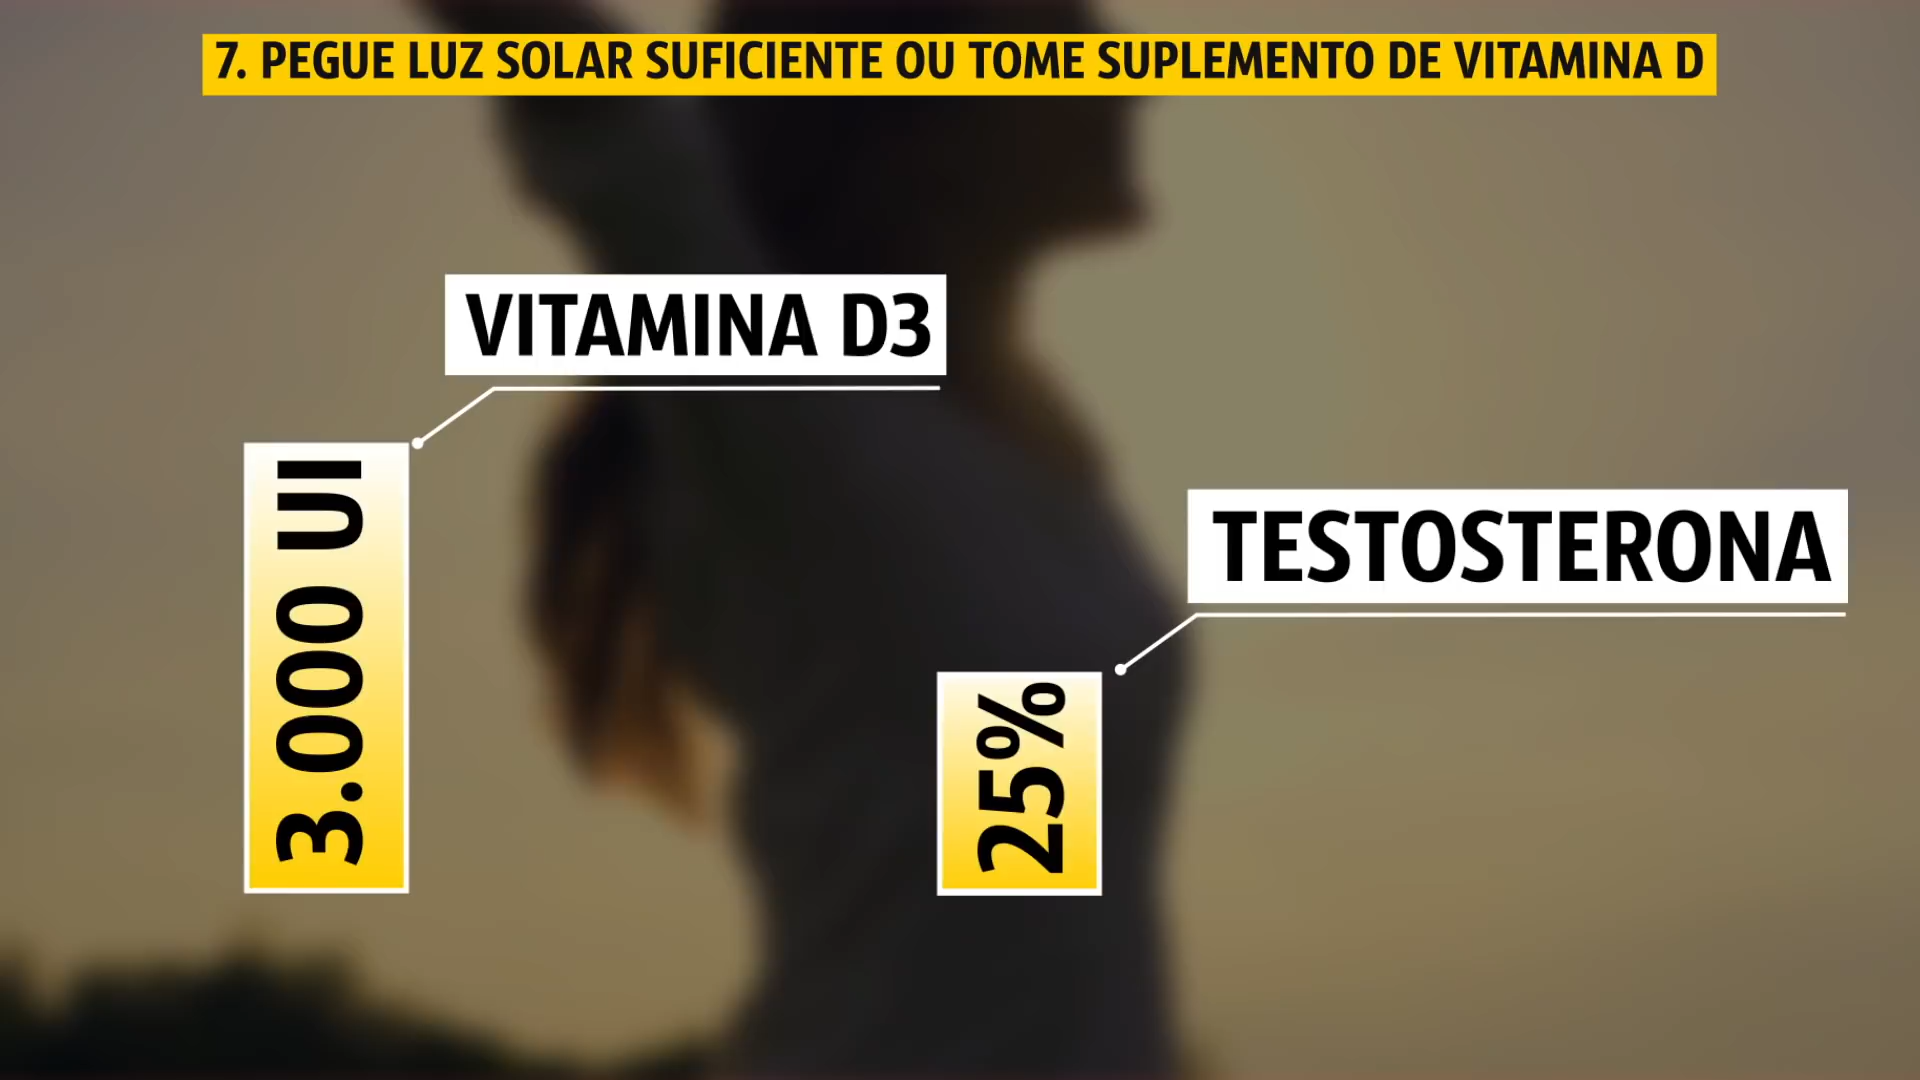 7. PEGUE LUZ SOLAR SUFICIENTE OU TOME SUPLEMENTO DE VITAMINA D
VITAMINA D3
3.000 UI
TESTOSTERONA
25%